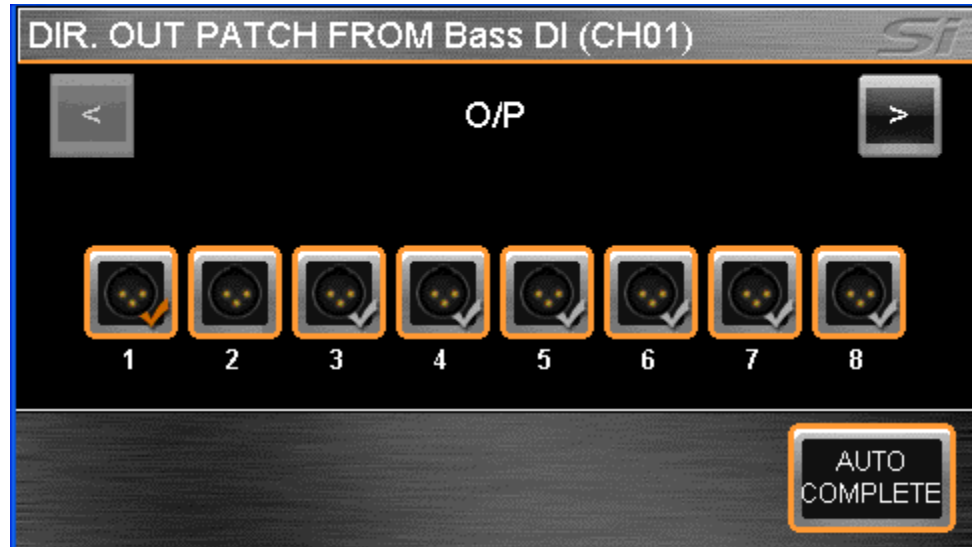 DIR. OUT PATCH FROM Bass DI (CH01)
Si
< O/P >
1 2 3 4 5 6 7 8
AUTO
COMPLETE